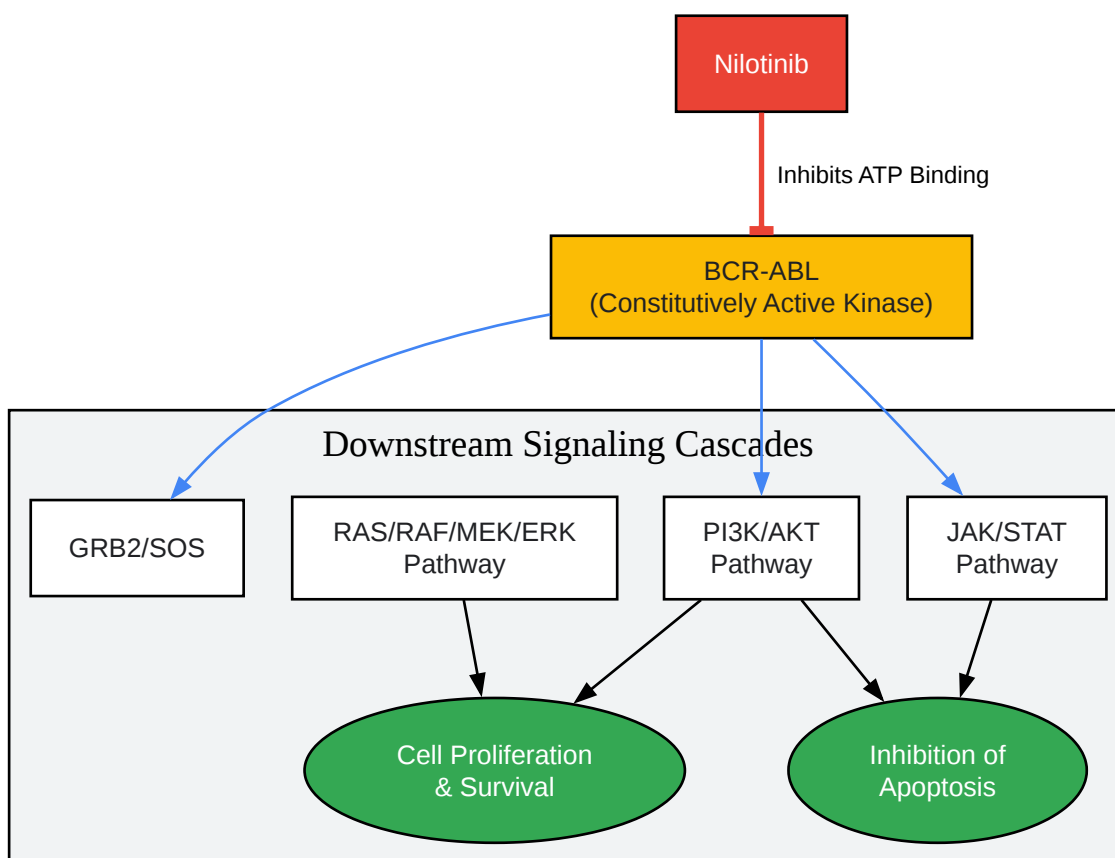 Nilotinib
Inhibits ATP Binding
BCR-ABL
(Constitutively Active Kinase)
Downstream Signaling Cascades
GRB2/SOS
RAS/RAF/MEK/ERK
Pathway
PI3K/AKT
Pathway
JAK/STAT
Pathway
Cell Proliferation
& Survival
Inhibition of
Apoptosis